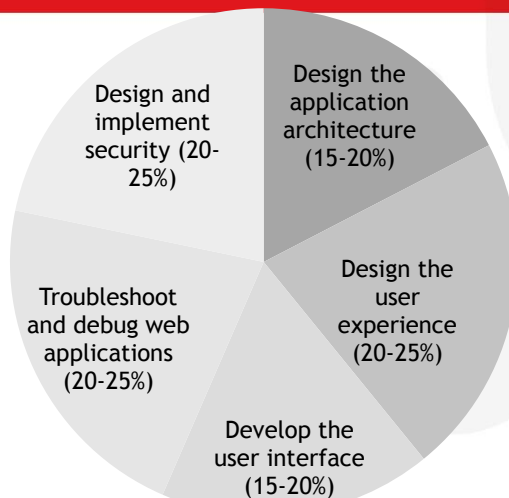 Design the
application
architecture
(15-20%)
Design the
user
experience
(20-25%)
Develop the
user interface
(15-20%)
Troubleshoot
and debug web
applications
(20-25%)
Design and
implement
security (20-
25%)